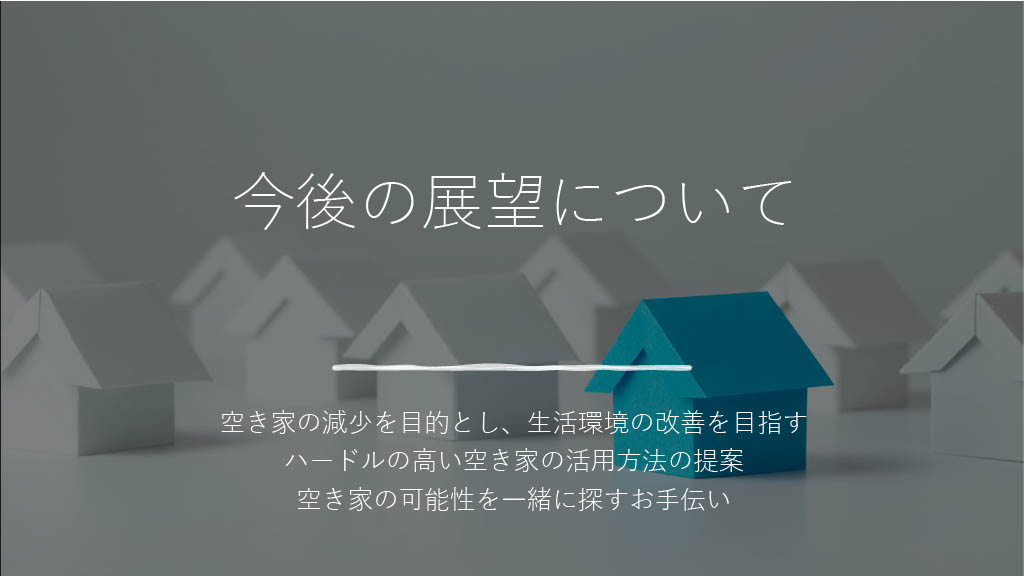 今後の展望について
空き家の減少を目的とし、生活環境の改善を目指す
ハードルの高い空き家の活用方法の提案
空き家の可能性を一緒に探すお手伝い